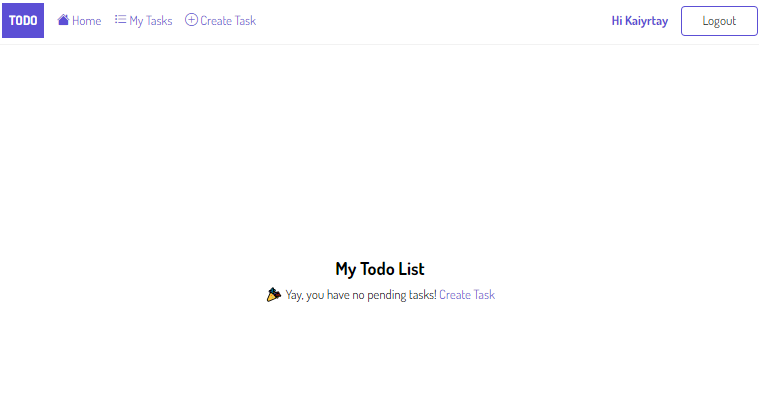 TODO Home My Tasks Create Task Hi Kaiyrtay Logout
My Todo List
🎉 Yay, you have no pending tasks! Create Task